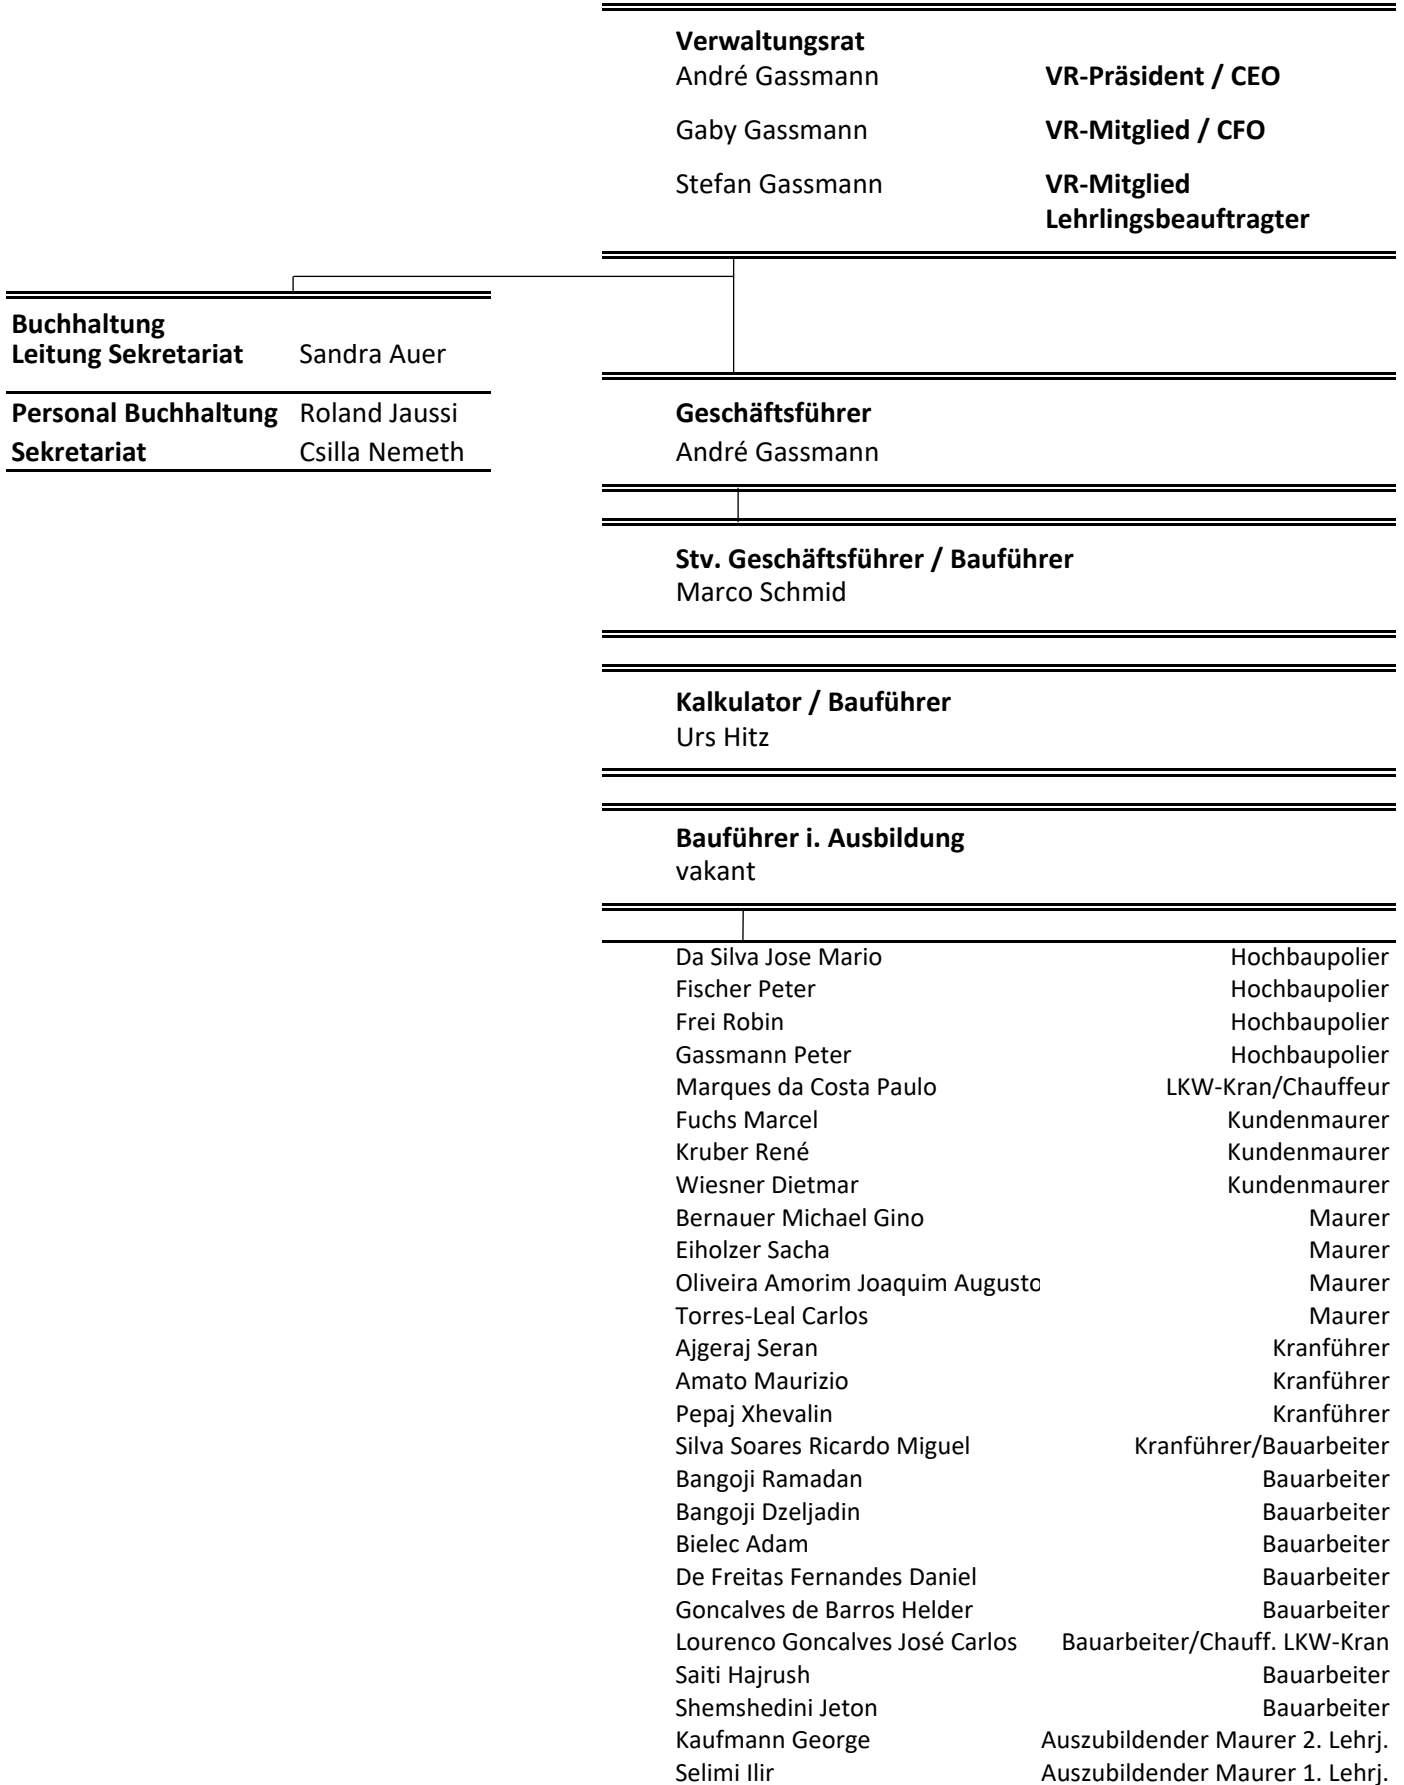 Verwaltungsrat
André Gassmann VR-Präsident / CEO
Gaby Gassmann VR-Mitglied / CFO
Stefan Gassmann VR-Mitglied
Lehrlingsbeauftragter
Buchhaltung
Leitung Sekretariat Sandra Auer
Personal Buchhaltung Roland Jaussi
Sekretariat Csilla Nemeth
Geschäftsführer
André Gassmann
Stv. Geschäftsführer / Bauführer
Marco Schmid
Kalkulator / Bauführer
Urs Hitz
Bauführer i. Ausbildung
vakant
Da Silva Jose Mario Hochbaupolier
Fischer Peter Hochbaupolier
Frei Robin Hochbaupolier
Gassmann Peter Hochbaupolier
Marques da Costa Paulo LKW-Kran/Chauffeur
Fuchs Marcel Kundenmaurer
Kruber René Kundenmaurer
Wiesner Dietmar Kundenmaurer
Bernauer Michael Gino Maurer
Eiholzer Sacha Maurer
Oliveira Amorim Joaquim Augusto Maurer
Torres-Leal Carlos Maurer
Ajgeraj Seran Kranführer
Amato Maurizio Kranführer
Pepaj Xhevalin Kranführer
Silva Soares Ricardo Miguel Kranführer/Bauarbeiter
Bangoji Ramadan Bauarbeiter
Bangoji Dzeljadin Bauarbeiter
Bielec Adam Bauarbeiter
De Freitas Fernandes Daniel Bauarbeiter
Goncalves de Barros Helder Bauarbeiter
Lourenco Goncalves José Carlos Bauarbeiter/Chauff. LKW-Kran
Saiti Hajrush Bauarbeiter
Shemshedini Jeton Bauarbeiter
Kaufmann George Auszubildender Maurer 2. Lehrj.
Selimi Ilir Auszubildender Maurer 1. Lehrj.